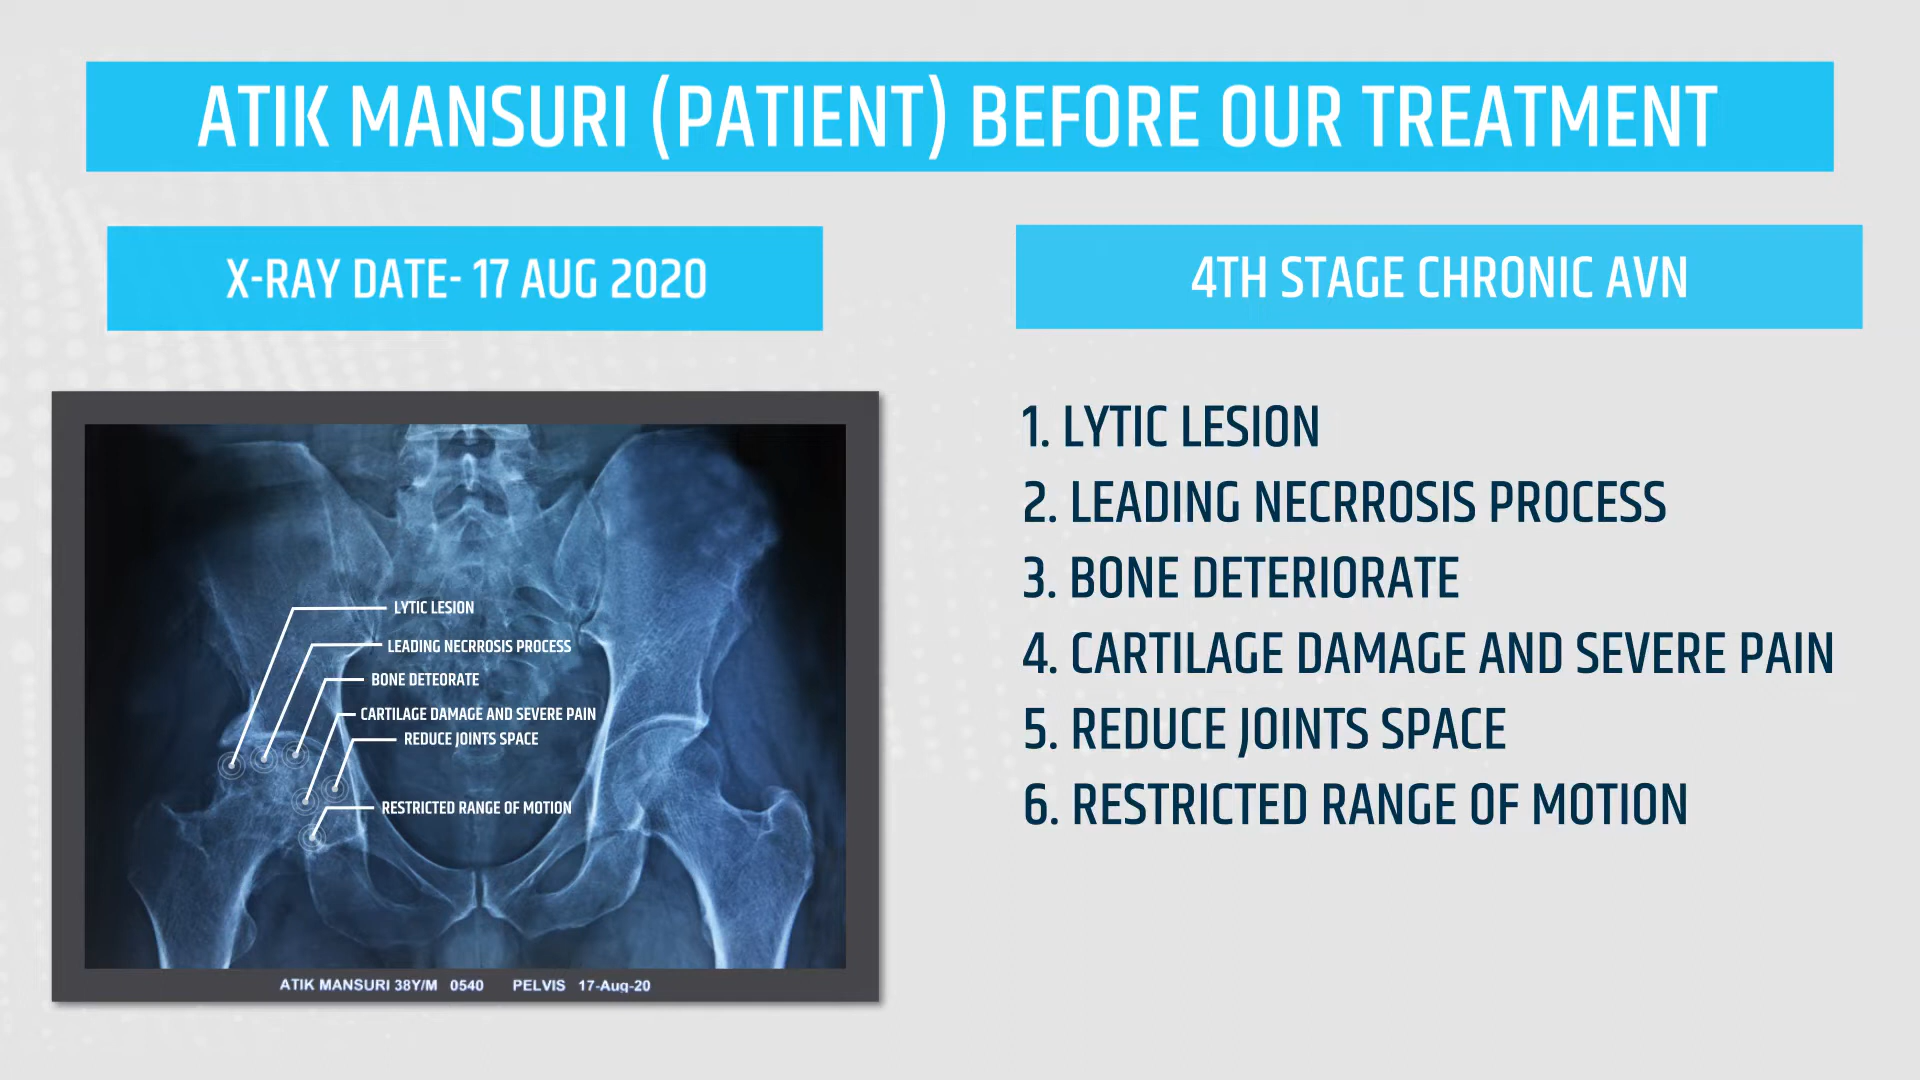 ATIK MANSURI (PATIENT) BEFORE OUR TREATMENT
X-RAY DATE- 17 AUG 2020
4TH STAGE CHRONIC AVN
LYTIC LESION
LEADING NECRROSIS PROCESS
BONE DETEORATE
CARTILAGE DAMAGE AND SEVERE PAIN
REDUCE JOINTS SPACE
RESTRICTED RANGE OF MOTION
ATIK MANSURI 38Y/M 0540 PELVIS 17-Aug-20
1. LYTIC LESION
2. LEADING NECRROSIS PROCESS
3. BONE DETERIORATE
4. CARTILAGE DAMAGE AND SEVERE PAIN
5. REDUCE JOINTS SPACE
6. RESTRICTED RANGE OF MOTION